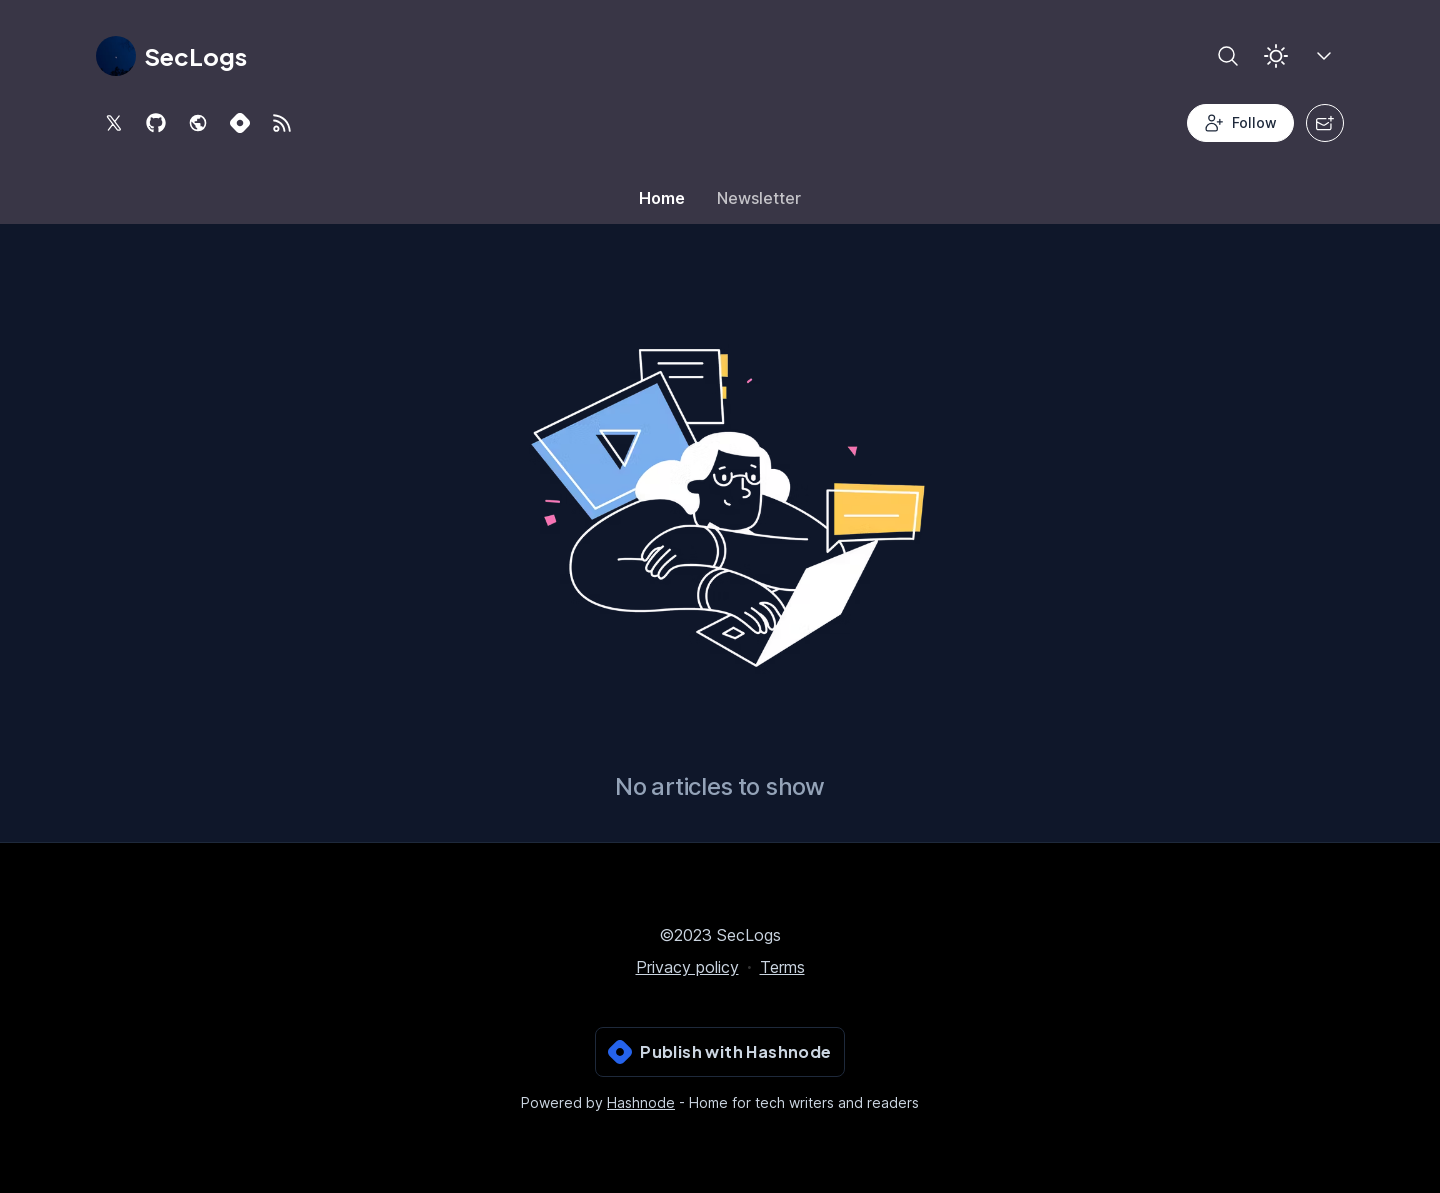 SecLogs
Follow
Home Newsletter
No articles to show
©2023 SecLogs
Privacy policy · Terms
Publish with Hashnode
Powered by Hashnode - Home for tech writers and readers